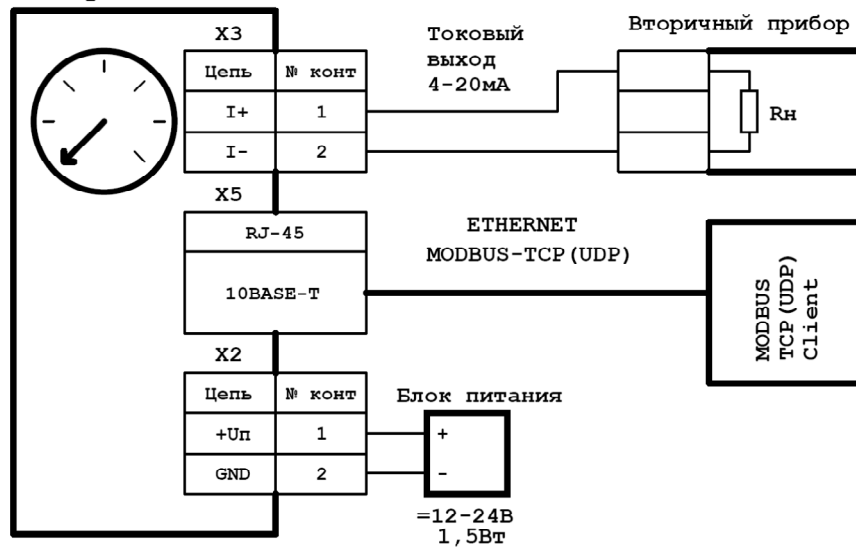 X3
Цепь № конт
I+ 1
I- 2
Токовый
выход
4-20мА
Вторичный прибор
Rн
X5
RJ-45
10BASE-T
ETHERNET
MODBUS-TCP(UDP)
MODBUS
TCP(UDP)
Client
X2
Цепь № конт
+Uп 1
GND 2
Блок питания
+
-
=12-24В
1,5Вт